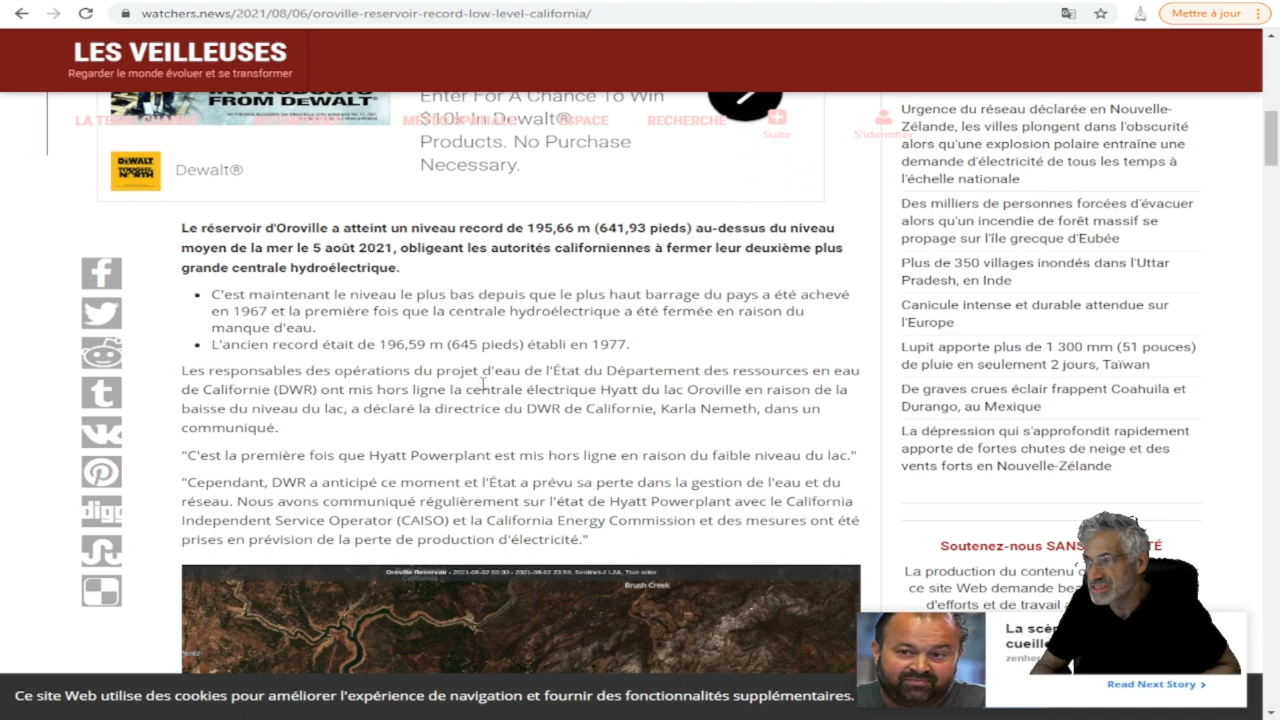 watchers.news/2021/08/06/oroville-reservoir-record-low-level-california/
Mettre à jour
LES VEILLEUSES
Regarder le monde évoluer et se transformer
FROM DEWALT®
Enter For A Chance To Win
$10k In Dewalt®
Products. No Purchase
Necessary.
DEWALT
Dewalt®
RECHERCHE
Suite
S'identifier
Le réservoir d'Oroville a atteint un niveau record de 195,66 m (641,93 pieds) au-dessus du niveau
moyen de la mer le 5 août 2021, obligeant les autorités californiennes à fermer leur deuxième plus
grande centrale hydroélectrique.
C'est maintenant le niveau le plus bas depuis que le plus haut barrage du pays a été achevé
en 1967 et la première fois que la centrale hydroélectrique a été fermée en raison du
manque d'eau.
L'ancien record était de 196,59 m (645 pieds) établi en 1977.
Les responsables des opérations du projet d'eau de l'État du Département des ressources en eau
de Californie (DWR) ont mis hors ligne la centrale électrique Hyatt du lac Oroville en raison de la
baisse du niveau du lac, a déclaré la directrice du DWR de Californie, Karla Nemeth, dans un
communiqué.
"C'est la première fois que Hyatt Powerplant est mis hors ligne en raison du faible niveau du lac."
"Cependant, DWR a anticipé ce moment et l'État a prévu sa perte dans la gestion de l'eau et du
réseau. Nous avons communiqué régulièrement sur l'état de Hyatt Powerplant avec le California
Independent Service Operator (CAISO) et la California Energy Commission et des mesures ont été
prises en prévision de la perte de production d'électricité."
Oroville Reservoir - 2021-08-02 00:00 - 2021-08-02 23:59, Sentinel-2 L2A, True color
Brush Creek
Urgence du réseau déclarée en Nouvelle-
Zélande, les villes plongent dans l'obscurité
alors qu'une explosion polaire entraîne une
demande d'électricité de tous les temps à
l'échelle nationale
Des milliers de personnes forcées d'évacuer
alors qu'un incendie de forêt massif se
propage sur l'île grecque d'Eubée
Plus de 350 villages inondés dans l'Uttar
Pradesh, en Inde
Canicule intense et durable attendue sur
l'Europe
Lupit apporte plus de 1 300 mm (51 pouces)
de pluie en seulement 2 jours, Taïwan
De graves crues éclair frappent Coahuila et
Durango, au Mexique
La dépression qui s'approfondit rapidement
apporte de fortes chutes de neige et des
vents forts en Nouvelle-Zélande
Soutenez-nous SANS
La production du contenu
ce site Web demande
d'efforts et de travail
La
Read Next Story
Ce site Web utilise des cookies pour améliorer l'expérience de navigation et fournir des fonctionnalités supplémentaires.